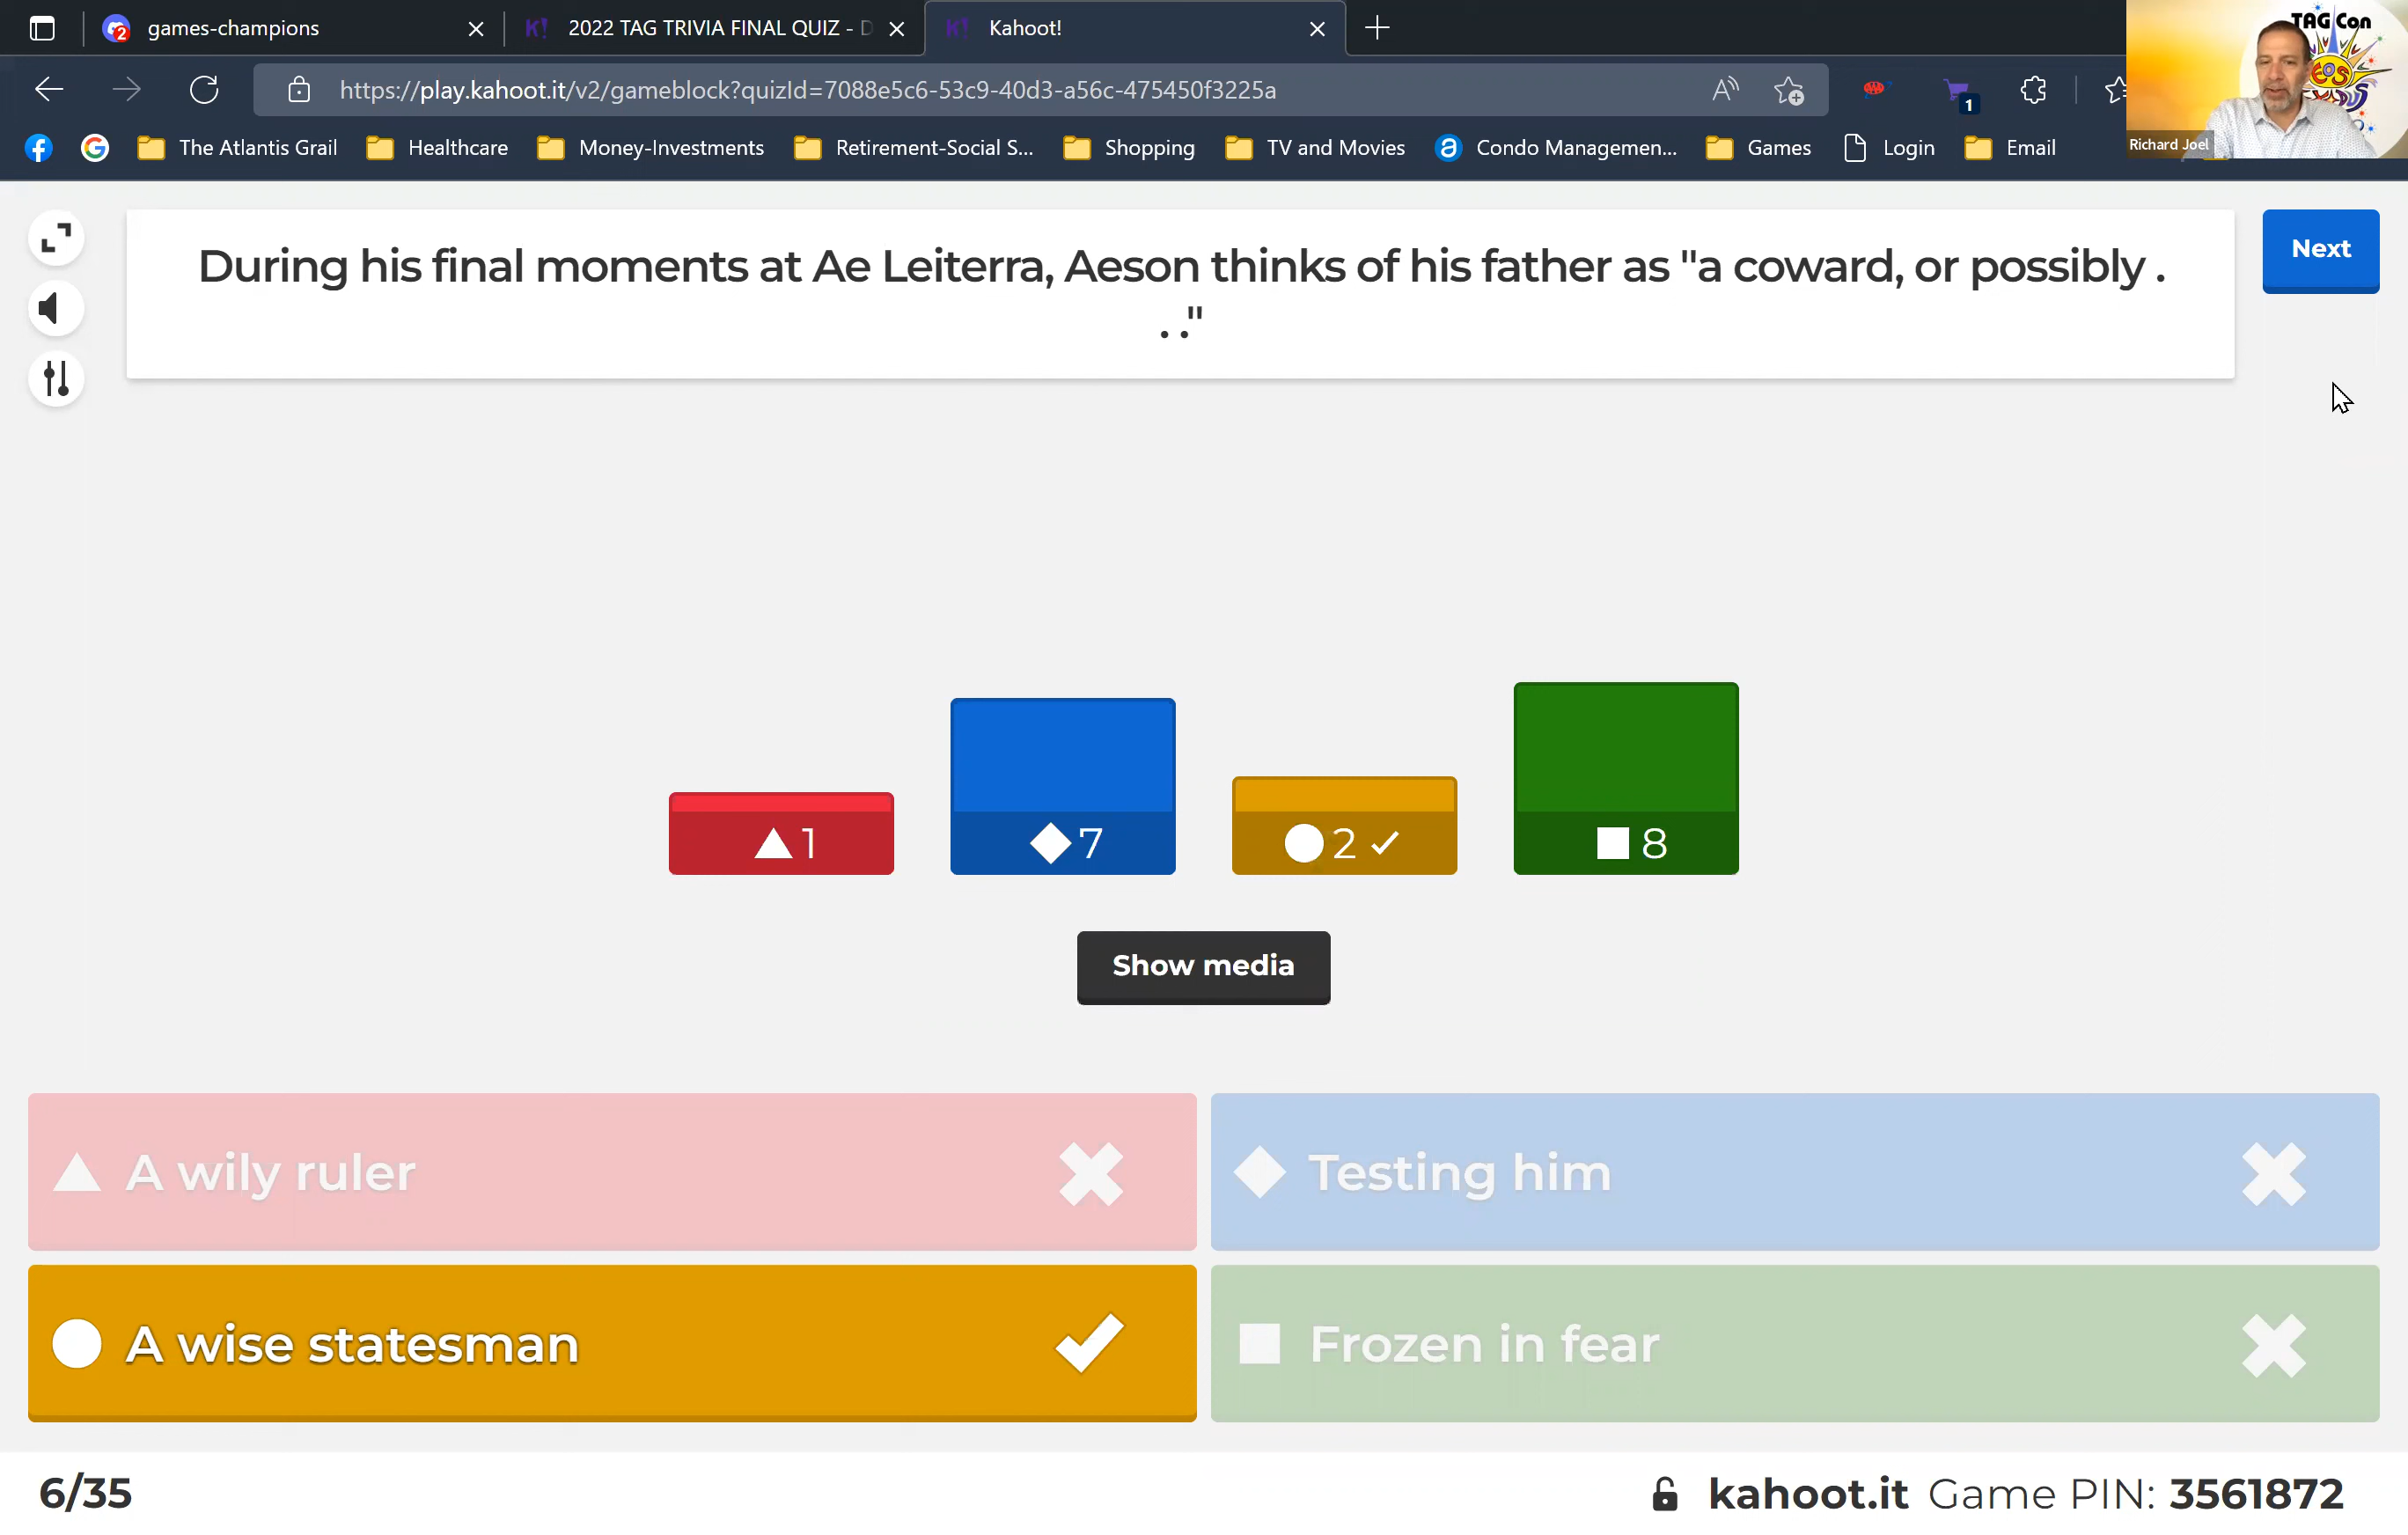 games-champions
2022 TAG TRIVIA FINAL QUIZ - D
Kahoot!
TAG Con
https://play.kahoot.it/v2/gameblock?quizId=7088e5c6-53c9-40d3-a56c-475450f3225a
1
EOS
Richard Joel
The Atlantis Grail
Healthcare
Money-Investments
Retirement-Social S...
Shopping
TV and Movies
Condo Managemen...
Games
Login
Email
During his final moments at Ae Leiterra, Aeson thinks of his father as "a coward, or possibly .
. ."
Next
1
7
2
8
Show media
A wily ruler
Testing him
A wise statesman
Frozen in fear
6/35
kahoot.it Game PIN: 3561872